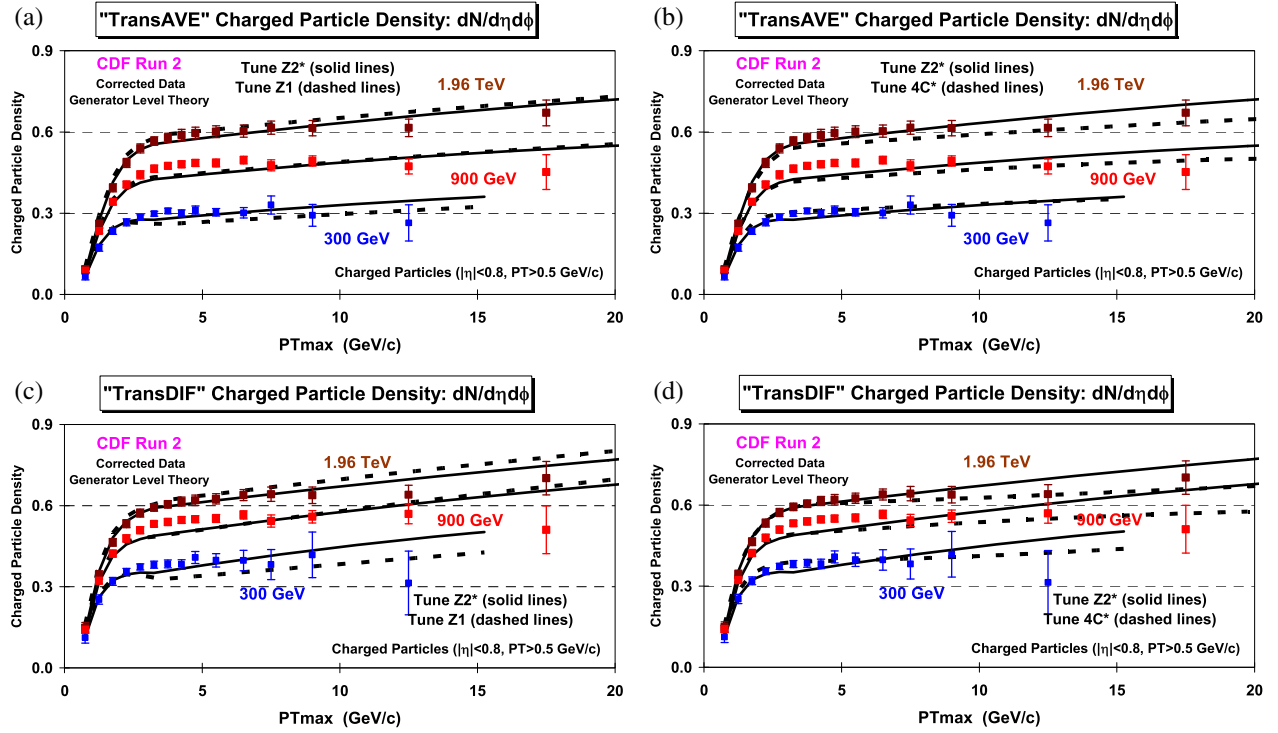 (a)
"TransAVE" Charged Particle Density: dN/dηdϕ
Charged Particle Density
0.9
0.6
0.3
0.0
CDF Run 2
Corrected Data
Generator Level Theory
Tune Z2* (solid lines)
Tune Z1 (dashed lines)
1.96 TeV
900 GeV
300 GeV
Charged Particles (|η|<0.8, PT>0.5 GeV/c)
0 5 10 15 20
PTmax (GeV/c)
(b)
"TransAVE" Charged Particle Density: dN/dηdϕ
Charged Particle Density
0.9
0.6
0.3
0.0
CDF Run 2
Corrected Data
Generator Level Theory
Tune Z2* (solid lines)
Tune 4C* (dashed lines)
1.96 TeV
900 GeV
300 GeV
Charged Particles (|η|<0.8, PT>0.5 GeV/c)
0 5 10 15 20
PTmax (GeV/c)
(c)
"TransDIF" Charged Particle Density: dN/dηdϕ
Charged Particle Density
0.9
0.6
0.3
0.0
CDF Run 2
Corrected Data
Generator Level Theory
1.96 TeV
900 GeV
300 GeV
Tune Z2* (solid lines)
Tune Z1 (dashed lines)
Charged Particles (|η|<0.8, PT>0.5 GeV/c)
0 5 10 15 20
PTmax (GeV/c)
(d)
"TransDIF" Charged Particle Density: dN/dηdϕ
Charged Particle Density
0.9
0.6
0.3
0.0
CDF Run 2
Corrected Data
Generator Level Theory
1.96 TeV
900 GeV
300 GeV
Tune Z2* (solid lines)
Tune 4C* (dashed lines)
Charged Particles (|η|<0.8, PT>0.5 GeV/c)
0 5 10 15 20
PTmax (GeV/c)